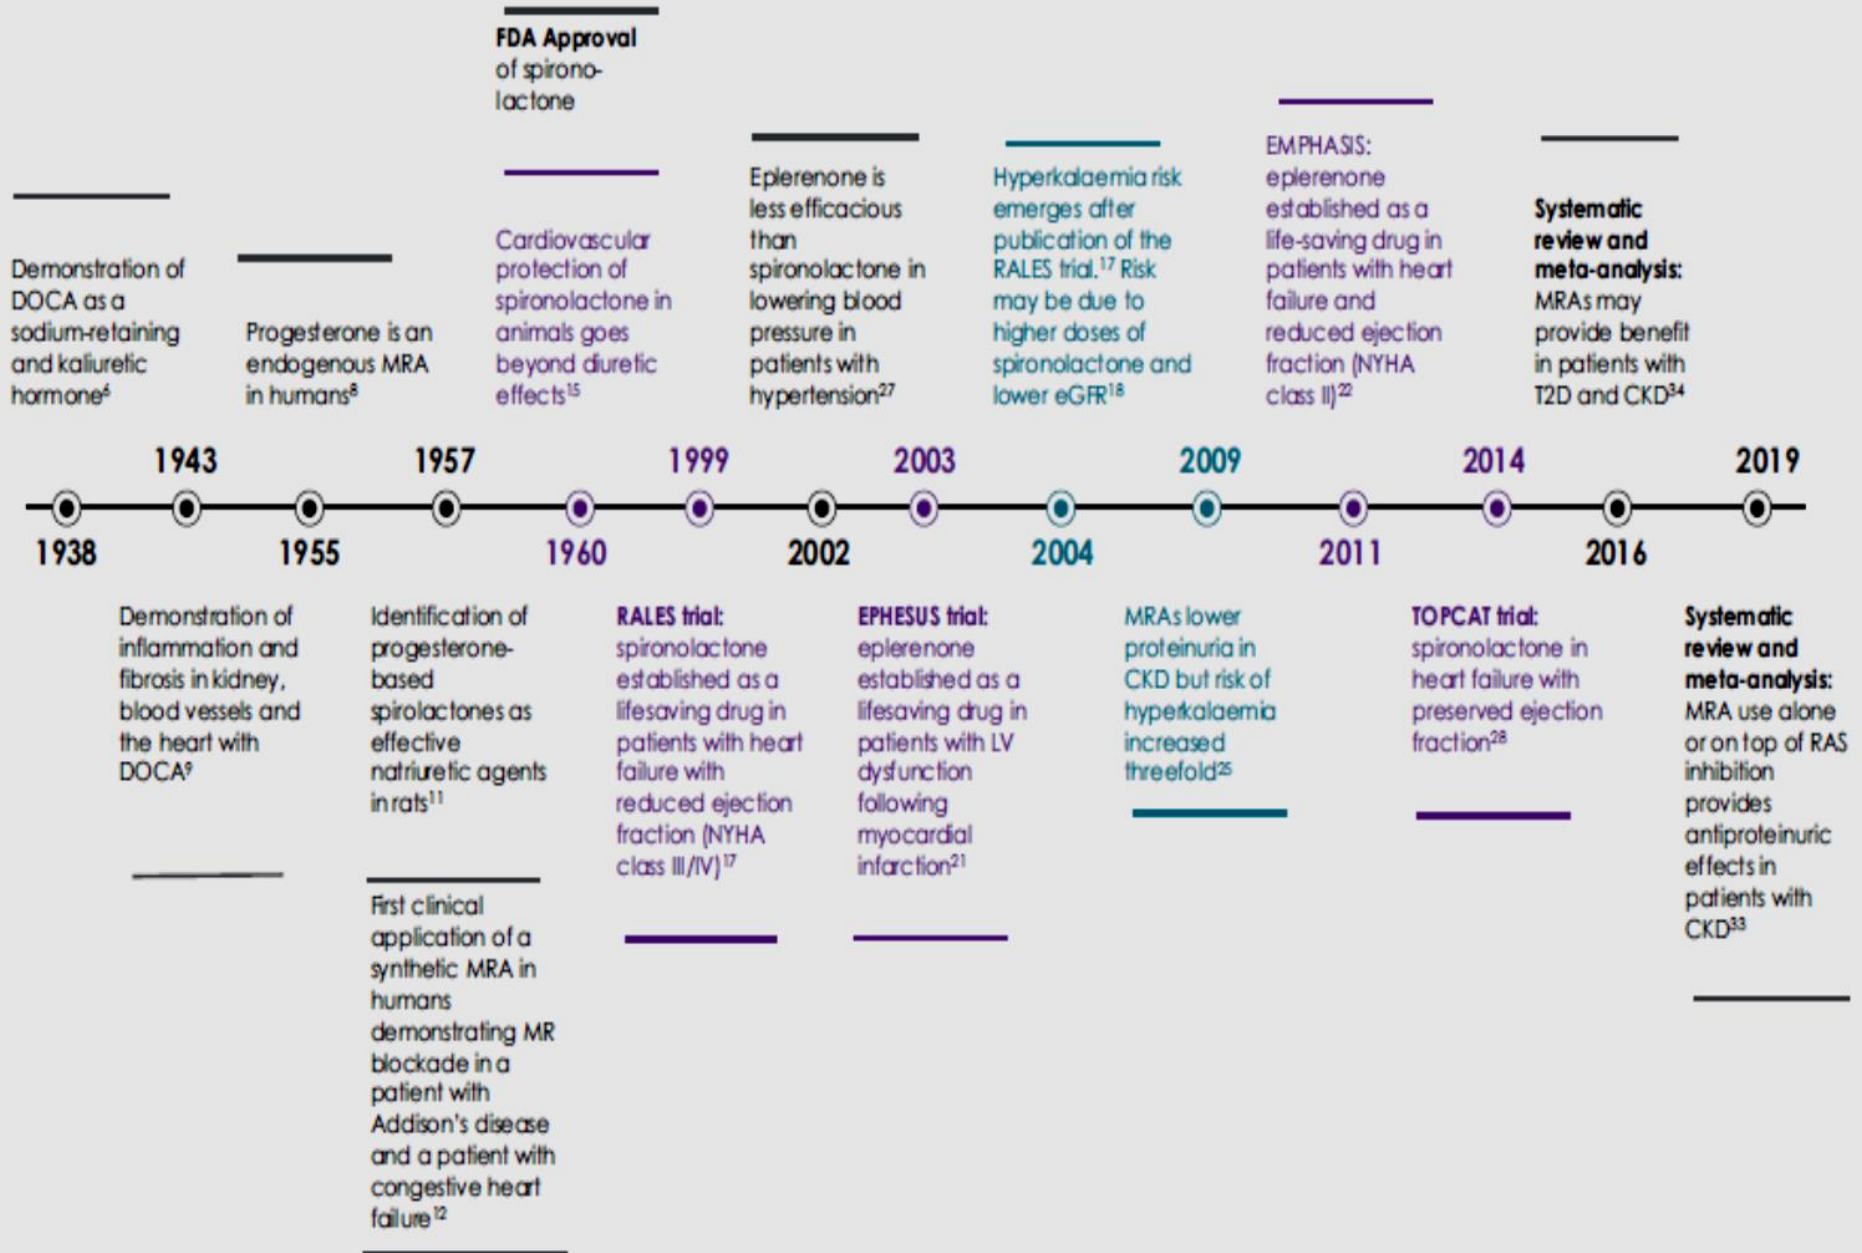 FDA Approval
of spirono-
lactone
Demonstration of
DOCA as a
sodium-retaining
and kaliuretic
hormone⁶
Progesterone is an
endogenous MRA
in humans⁸
Cardiovascular
protection of
spironolactone in
animals goes
beyond diuretic
effects¹⁵
Eplerenone is
less efficacious
than
spironolactone in
lowering blood
pressure in
patients with
hypertension²⁷
Hyperkalaemia risk
emerges after
publication of the
RALES trial.¹⁷ Risk
may be due to
higher doses of
spironolactone and
lower eGFR¹⁸
EMPHASIS:
eplerenone
established as a
life-saving drug in
patients with heart
failure and
reduced ejection
fraction (NYHA
class II)²²
Systematic
review and
meta-analysis:
MRAs may
provide benefit
in patients with
T2D and CKD³⁴
1943 1957 1999 2003 2009 2014 2019
1938 1955 1960 2002 2004 2011 2016
Demonstration of
inflammation and
fibrosis in kidney,
blood vessels and
the heart with
DOCA⁹
Identification of
progesterone-
based
spirolactones as
effective
natriuretic agents
in rats¹¹
First clinical
application of a
synthetic MRA in
humans
demonstrating MR
blockade in a
patient with
Addison's disease
and a patient with
congestive heart
failure¹²
RALES trial:
spironolactone
established as a
lifesaving drug in
patients with heart
failure with
reduced ejection
fraction (NYHA
class III/IV)¹⁷
EPHESUS trial:
eplerenone
established as a
lifesaving drug in
patients with LV
dysfunction
following
myocardial
infarction²¹
MRAs lower
proteinuria in
CKD but risk of
hyperkalaemia
increased
threefold²⁵
TOPCAT trial:
spironolactone in
heart failure with
preserved ejection
fraction²⁸
Systematic
review and
meta-analysis:
MRA use alone
or on top of RAS
inhibition
provides
antiproteinuric
effects in
patients with
CKD³³